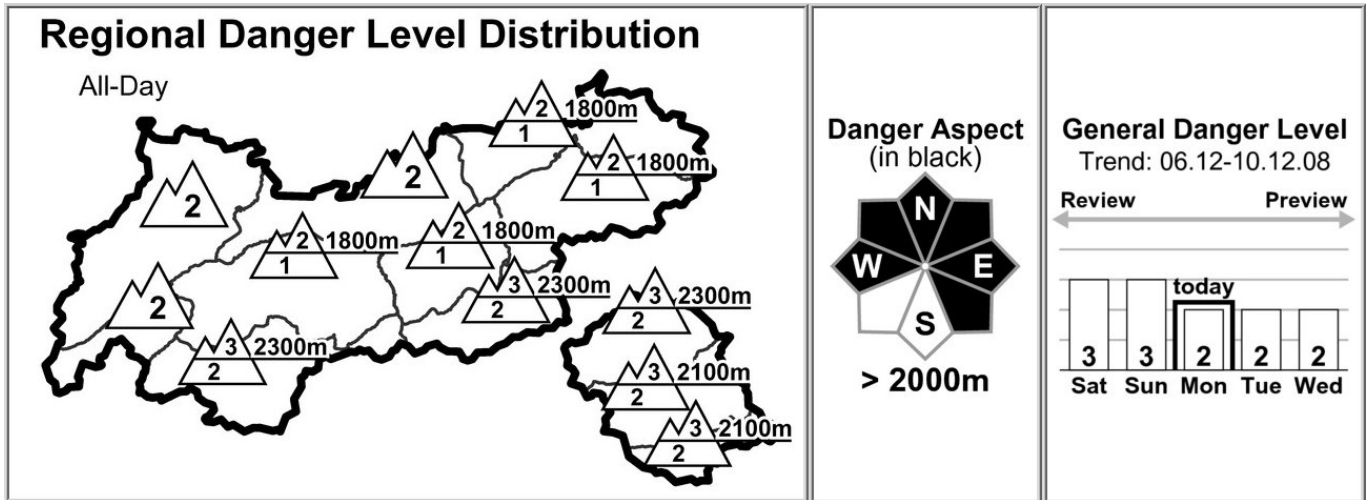 Regional Danger Level Distribution
All-Day
2 1800m
1
2 1800m
1
2
2
2 1800m
1
2 1800m
1
3 2300m
2
2
3 2300m
2
3 2300m
2
3 2100m
2
3 2100m
2
Danger Aspect
(in black)
N
W E
S
> 2000m
General Danger Level
Trend: 06.12-10.12.08
Review Preview
today
3 3 2 2 2
Sat Sun Mon Tue Wed